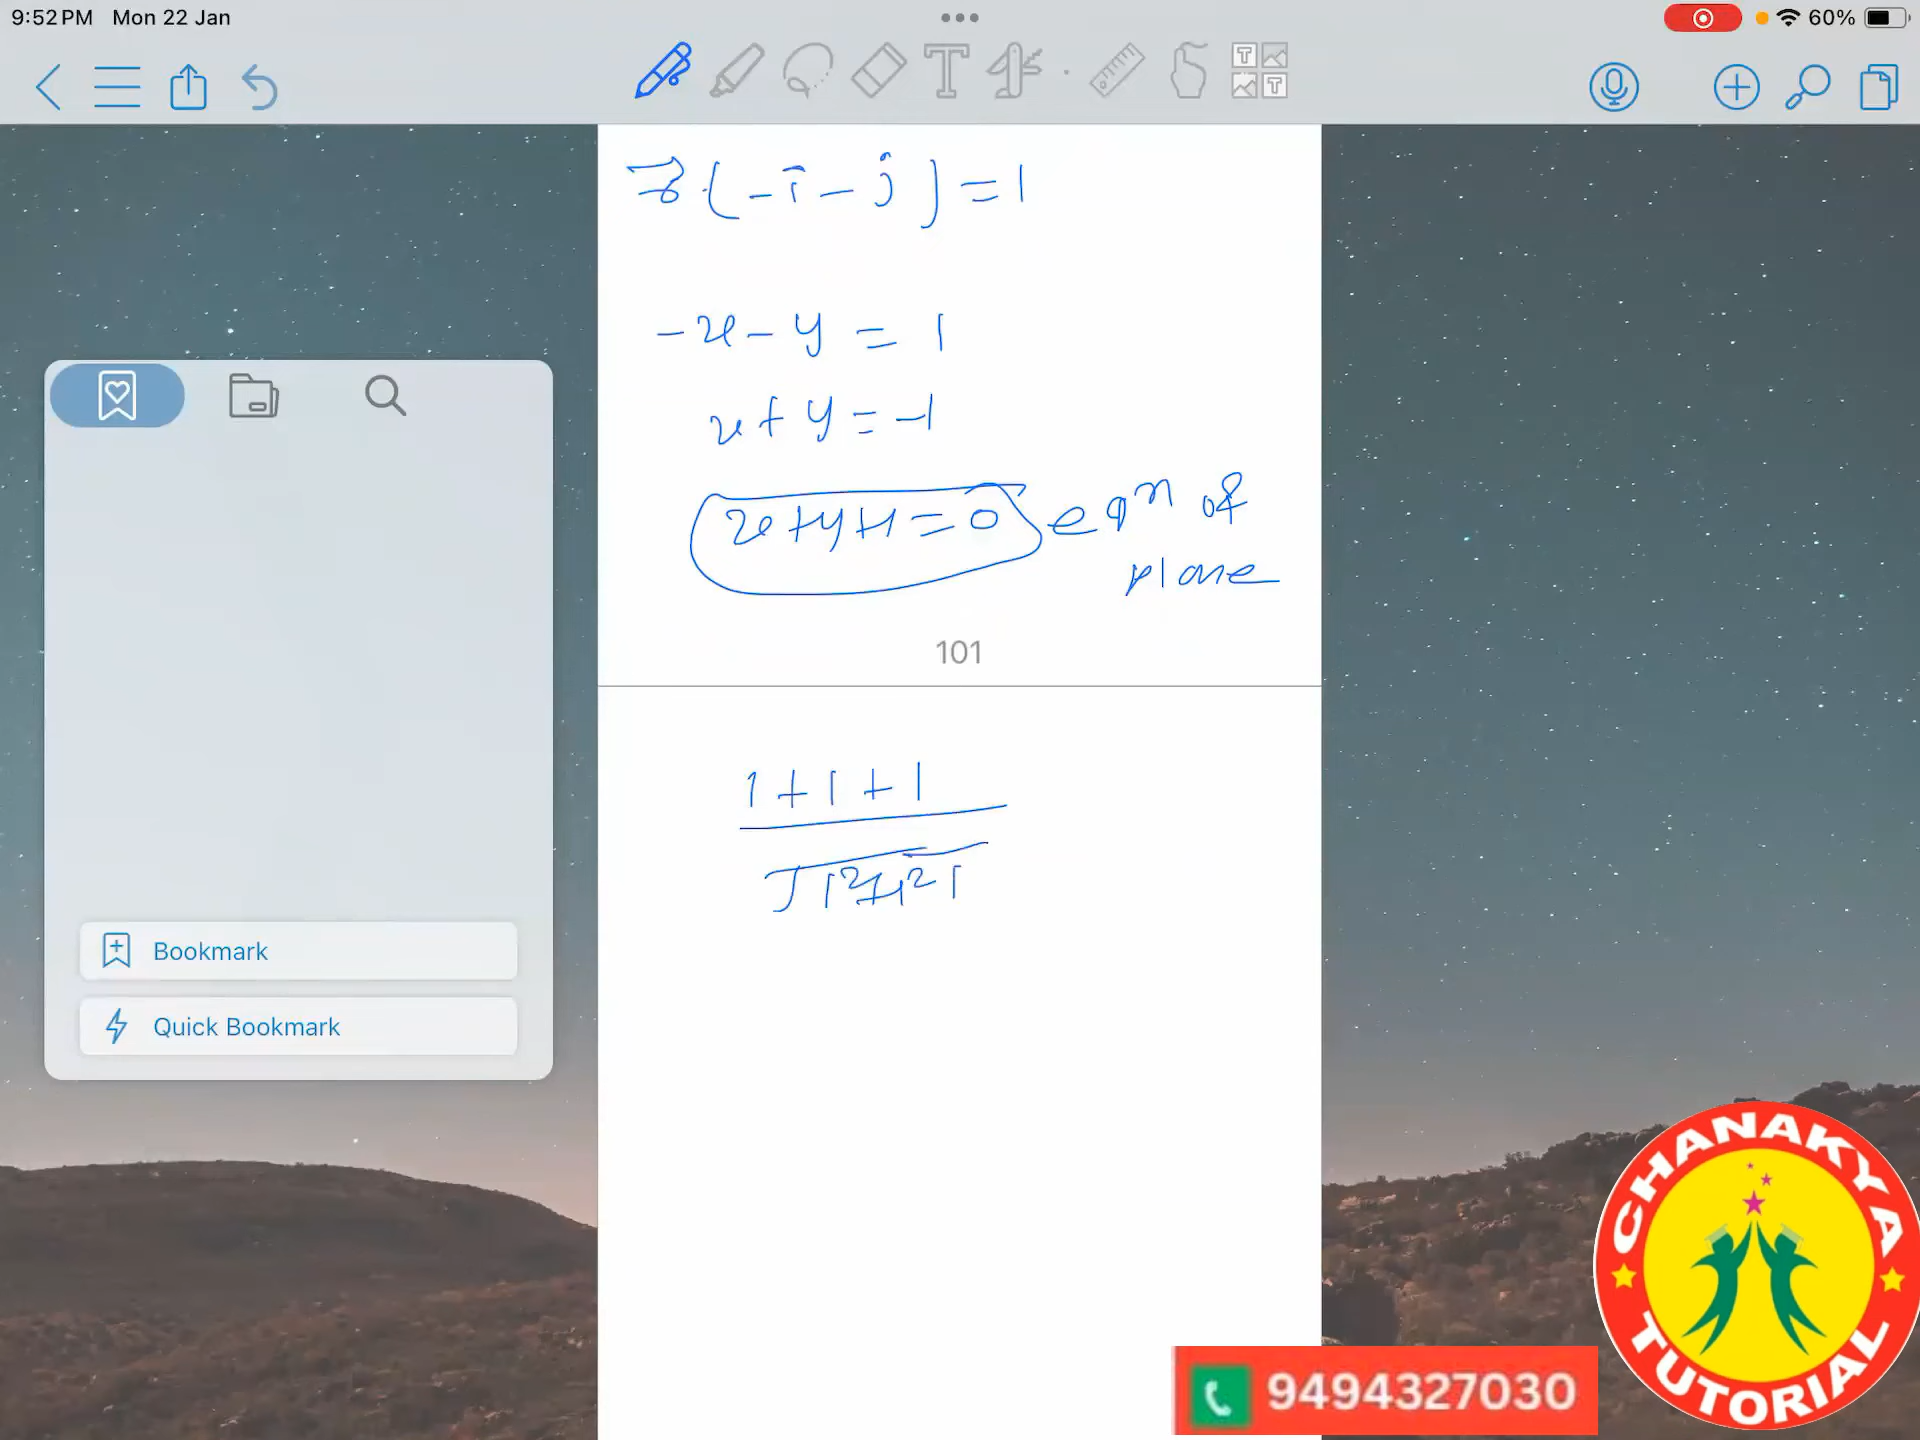 9:52 PM Mon 22 Jan 60%
r⃗ · (-i - j) = 1
-x - y = 1
x + y = -1
x + y + 1 = 0 eqn of
plane
101
1 + 1 + 1
√1²+1²
Bookmark
Quick Bookmark
CHANAKYA
TUTORIAL
9494327030